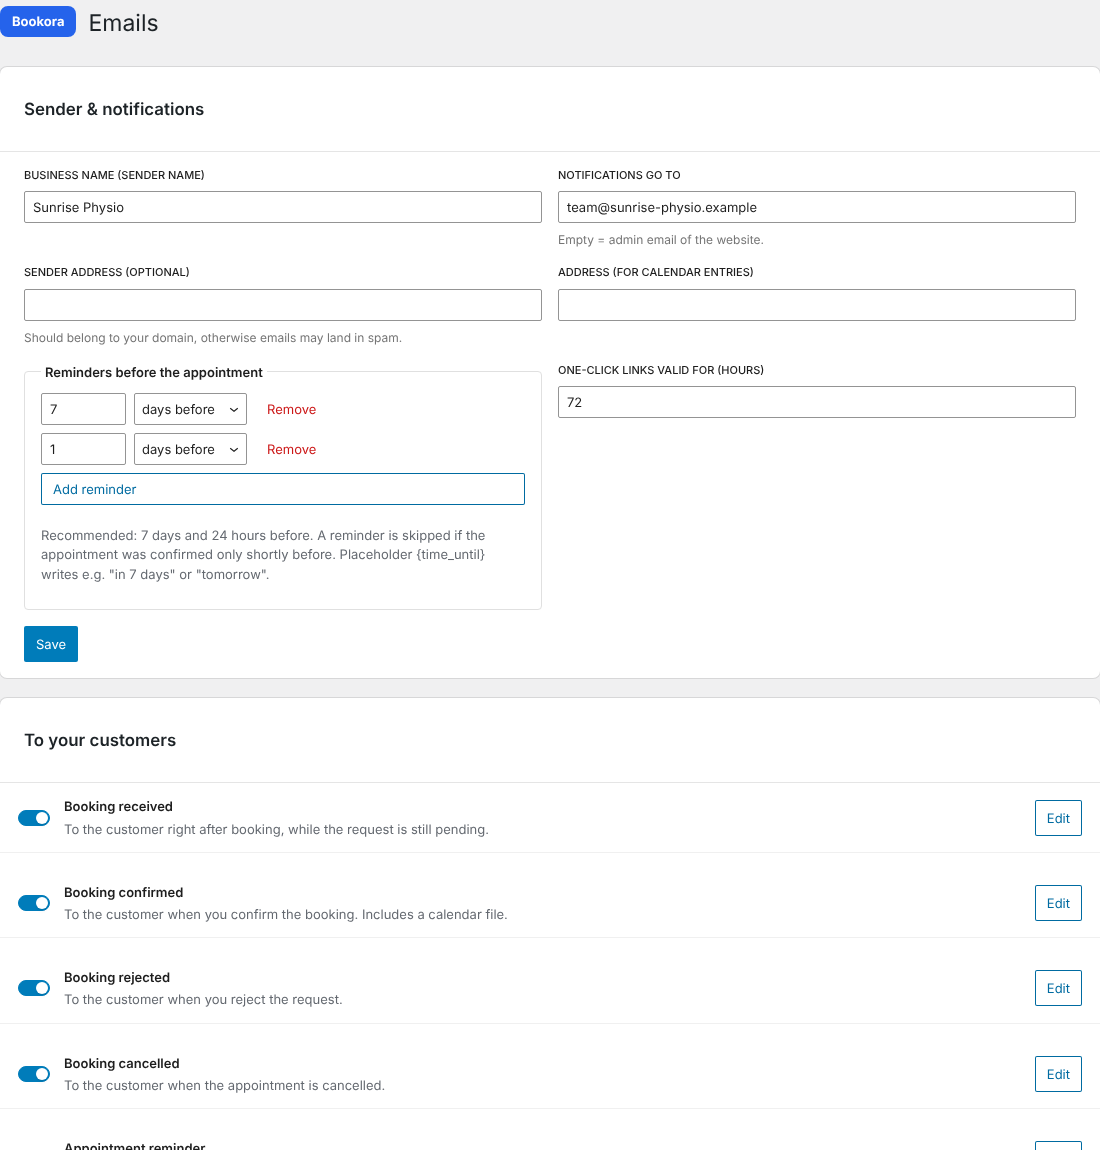 Bookora
Emails
Sender & notifications
BUSINESS NAME (SENDER NAME)
NOTIFICATIONS GO TO
Sunrise Physio
team@sunrise-physio.example
Empty = admin email of the website.
SENDER ADDRESS (OPTIONAL)
ADDRESS (FOR CALENDAR ENTRIES)
Should belong to your domain, otherwise emails may land in spam.
Reminders before the appointment
ONE-CLICK LINKS VALID FOR (HOURS)
72
7 days before Remove
1 days before Remove
Add reminder
Recommended: 7 days and 24 hours before. A reminder is skipped if the
appointment was confirmed only shortly before. Placeholder {time_until}
writes e.g. "in 7 days" or "tomorrow".
Save
To your customers
Booking received
To the customer right after booking, while the request is still pending.
Edit
Booking confirmed
To the customer when you confirm the booking. Includes a calendar file.
Edit
Booking rejected
To the customer when you reject the request.
Edit
Booking cancelled
To the customer when the appointment is cancelled.
Edit
Appointment reminder